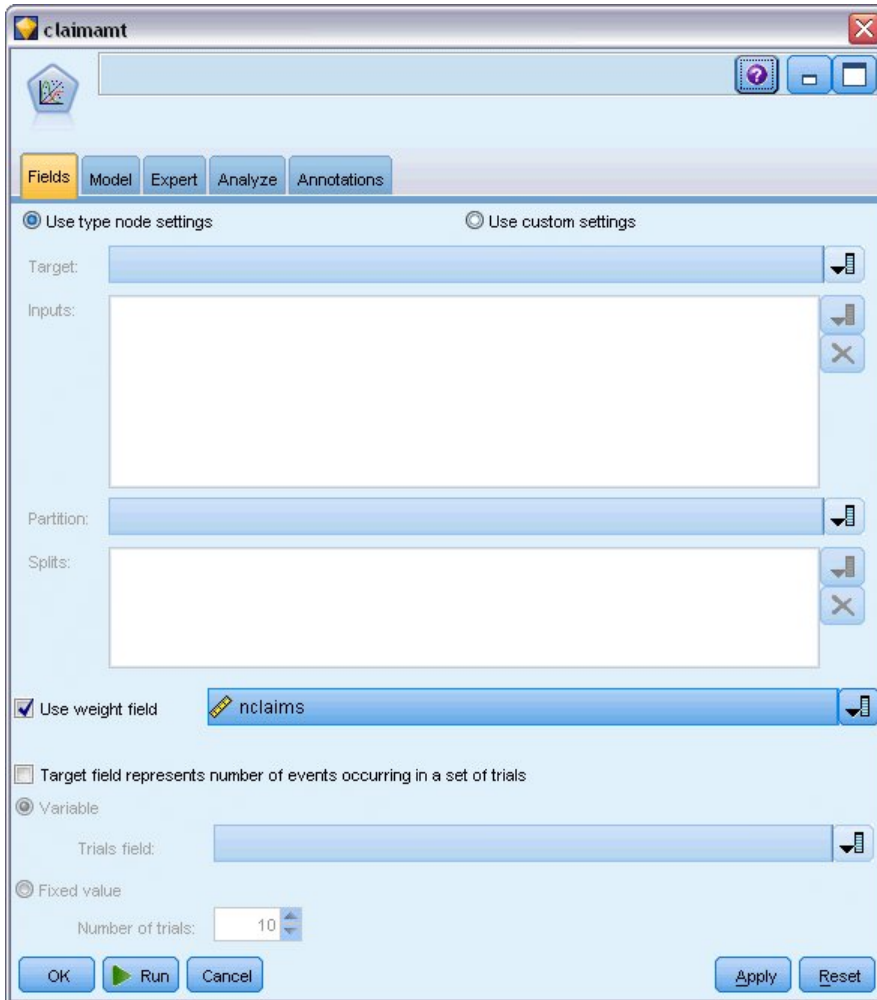 claimamt
Fields Model Expert Analyze Annotations
Use type node settings Use custom settings
Target:
Inputs:
Partition:
Splits:
Use weight field nclaims
Target field represents number of events occurring in a set of trials
Variable
Trials field:
Fixed value
Number of trials: 10
OK Run Cancel Apply Reset